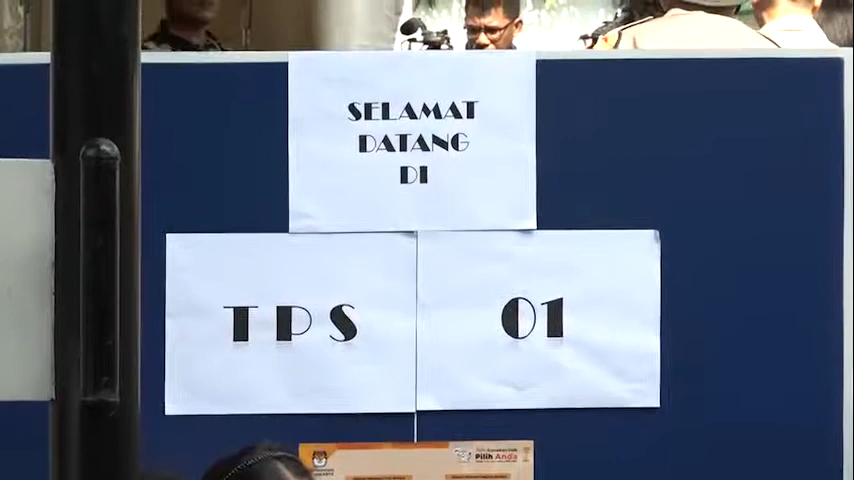 SELAMAT
DATANG
DI
TPS
01
Pilih Anda